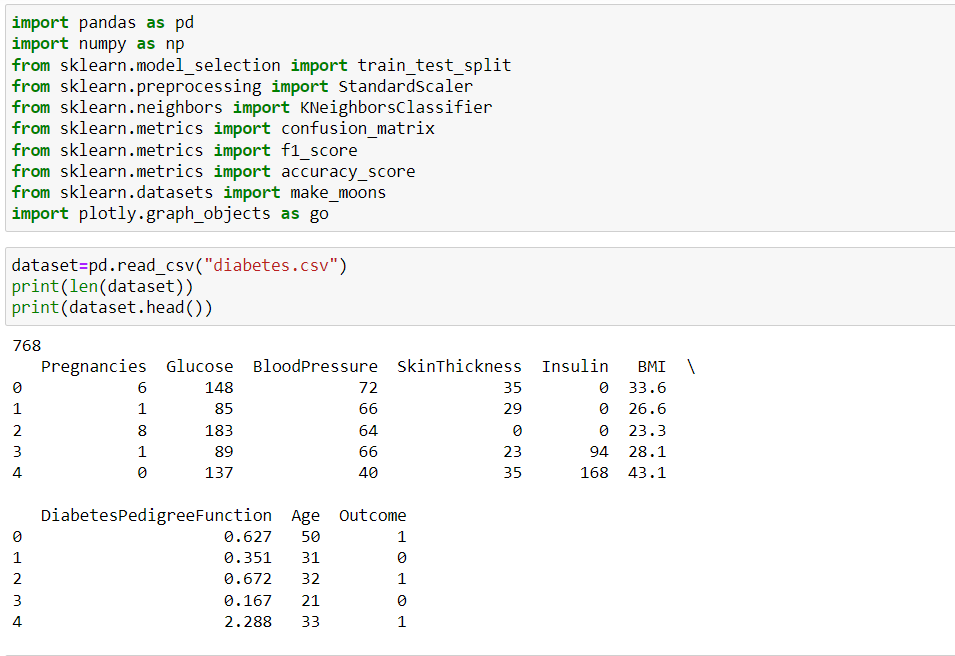 import pandas as pd
import numpy as np
from sklearn.model_selection import train_test_split
from sklearn.preprocessing import StandardScaler
from sklearn.neighbors import KNeighborsClassifier
from sklearn.metrics import confusion_matrix
from sklearn.metrics import f1_score
from sklearn.metrics import accuracy_score
from sklearn.datasets import make_moons
import plotly.graph_objects as go
dataset=pd.read_csv("diabetes.csv")
print(len(dataset))
print(dataset.head())
768
   Pregnancies  Glucose  BloodPressure  SkinThickness  Insulin   BMI  \
0            6      148             72             35        0  33.6
1            1       85             66             29        0  26.6
2            8      183             64              0        0  23.3
3            1       89             66             23       94  28.1
4            0      137             40             35      168  43.1
   DiabetesPedigreeFunction  Age  Outcome
0                     0.627   50        1
1                     0.351   31        0
2                     0.672   32        1
3                     0.167   21        0
4                     2.288   33        1